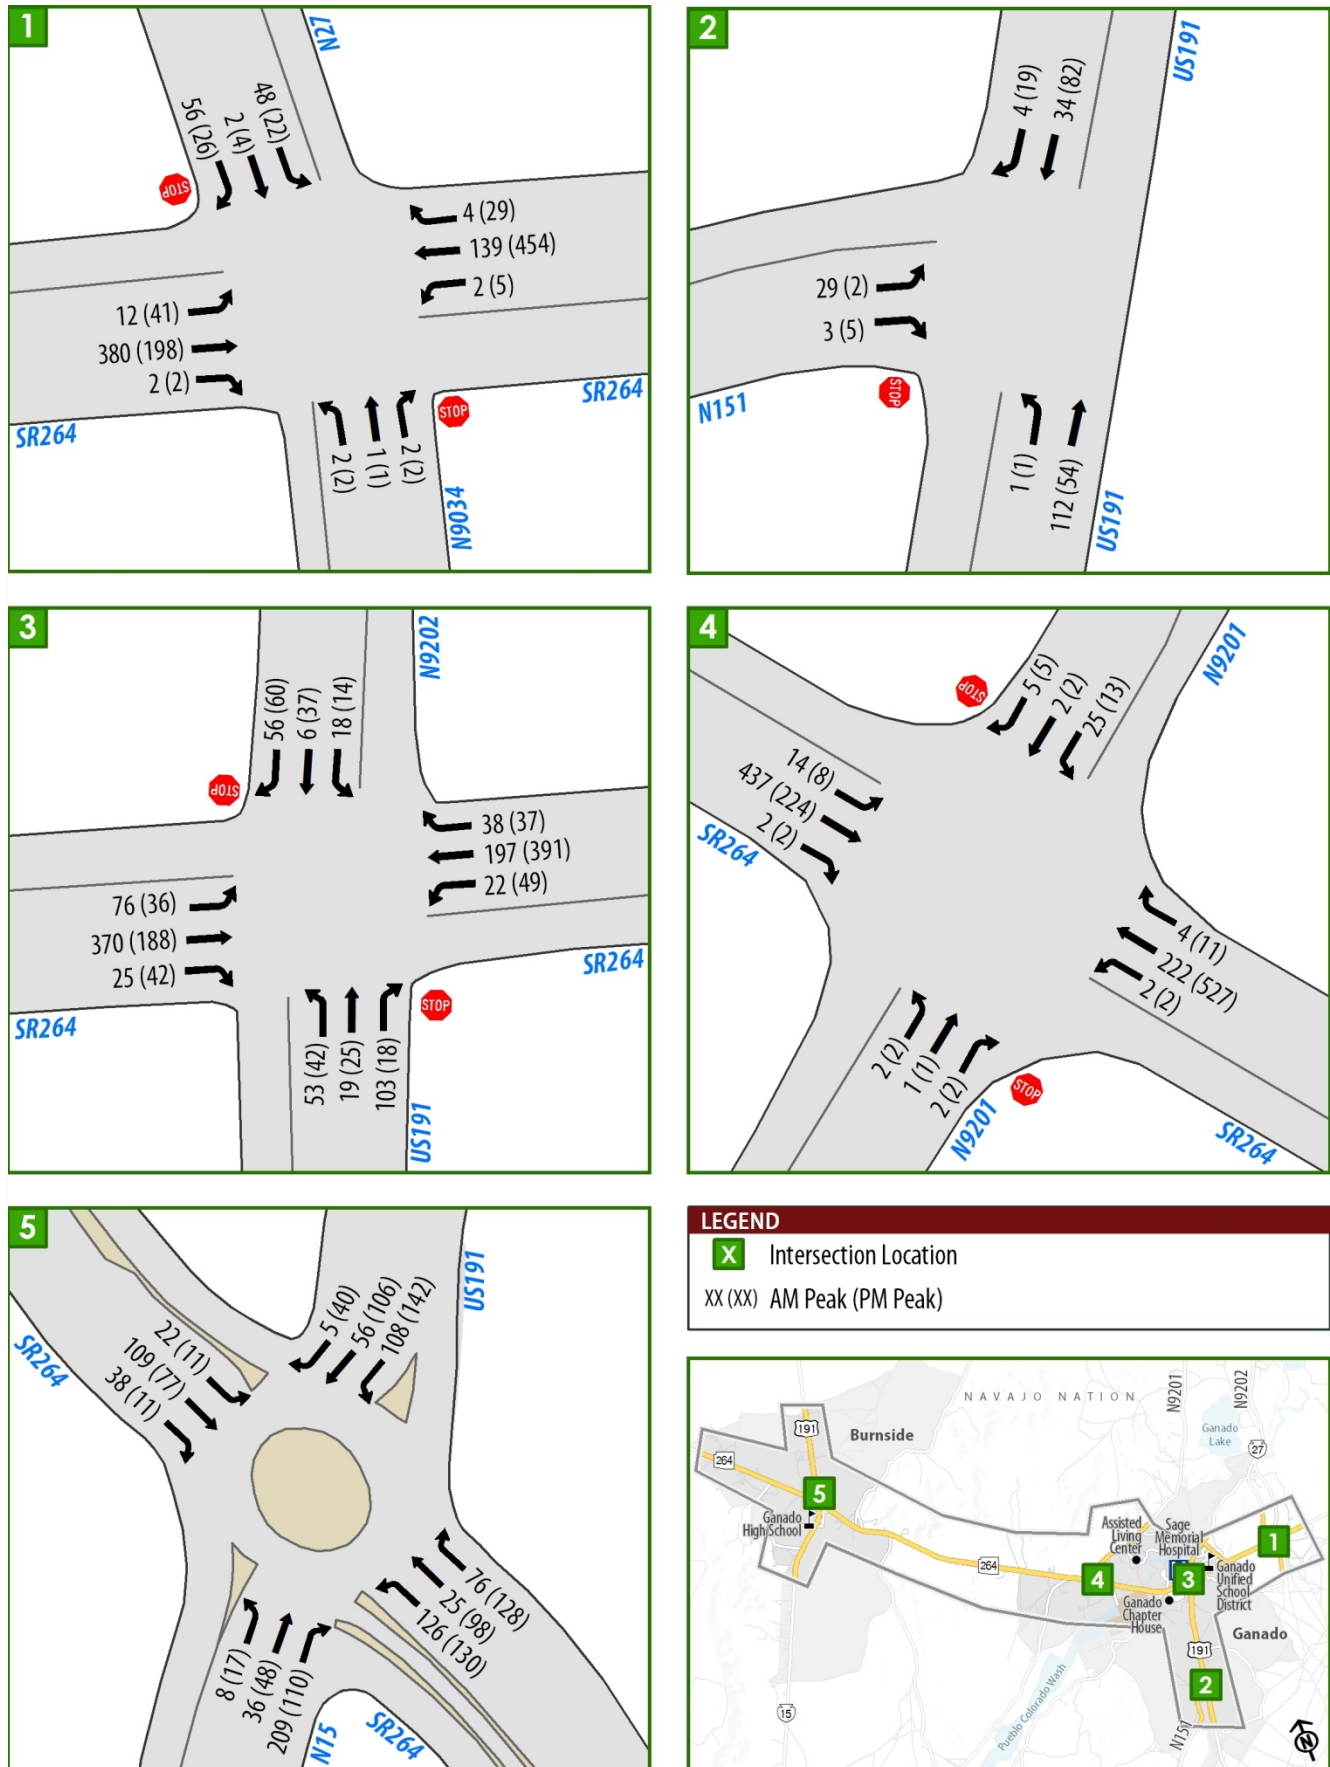 1
N27
56 (26)
2 (4)
48 (22)
STOP
4 (29)
139 (454)
2 (5)
12 (41)
380 (198)
2 (2)
SR264
2 (2)
1 (1)
2 (2)
STOP
SR264
N9034
2
US191
4 (19)
34 (82)
29 (2)
3 (5)
N151
STOP
1 (1)
112 (54)
US191
3
N9202
56 (60)
6 (37)
18 (14)
STOP
38 (37)
197 (391)
22 (49)
76 (36)
370 (188)
25 (42)
SR264
SR264
53 (42)
19 (25)
103 (18)
STOP
US191
4
N9201
STOP
5 (5)
2 (2)
25 (13)
14 (8)
437 (224)
2 (2)
SR264
4 (11)
222 (527)
2 (2)
2 (2)
1 (1)
2 (2)
STOP
N9201
SR264
5
US191
5 (40)
56 (106)
108 (142)
22 (11)
109 (77)
38 (11)
SR264
76 (128)
25 (98)
126 (130)
8 (17)
36 (48)
209 (110)
N15
SR264
LEGEND
X Intersection Location
XX (XX) AM Peak (PM Peak)
NAVAJO NATION
N9201
N9202
191
Burnside
Ganado
Lake
27
264
5
Ganado
High School
Assisted
Living
Center
Sage
Memorial
Hospital
1
264
4
3
Ganado
Unified
School
District
Ganado
Chapter
House
191
Ganado
2
15
Pueblo Colorado Wash
N151
N